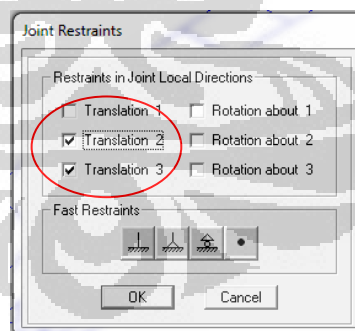 Joint Restraints
Restraints in Joint Local Directions
Translation 1 Rotation about 1
Translation 2 Rotation about 2
Translation 3 Rotation about 3
Fast Restraints
OK Cancel